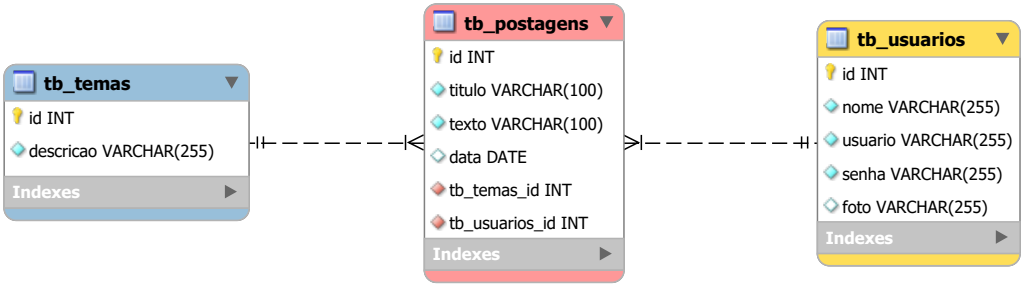 tb_temas
id INT
descricao VARCHAR(255)
Indexes
tb_postagens
id INT
titulo VARCHAR(100)
texto VARCHAR(100)
data DATE
tb_temas_id INT
tb_usuarios_id INT
Indexes
tb_usuarios
id INT
nome VARCHAR(255)
usuario VARCHAR(255)
senha VARCHAR(255)
foto VARCHAR(255)
Indexes